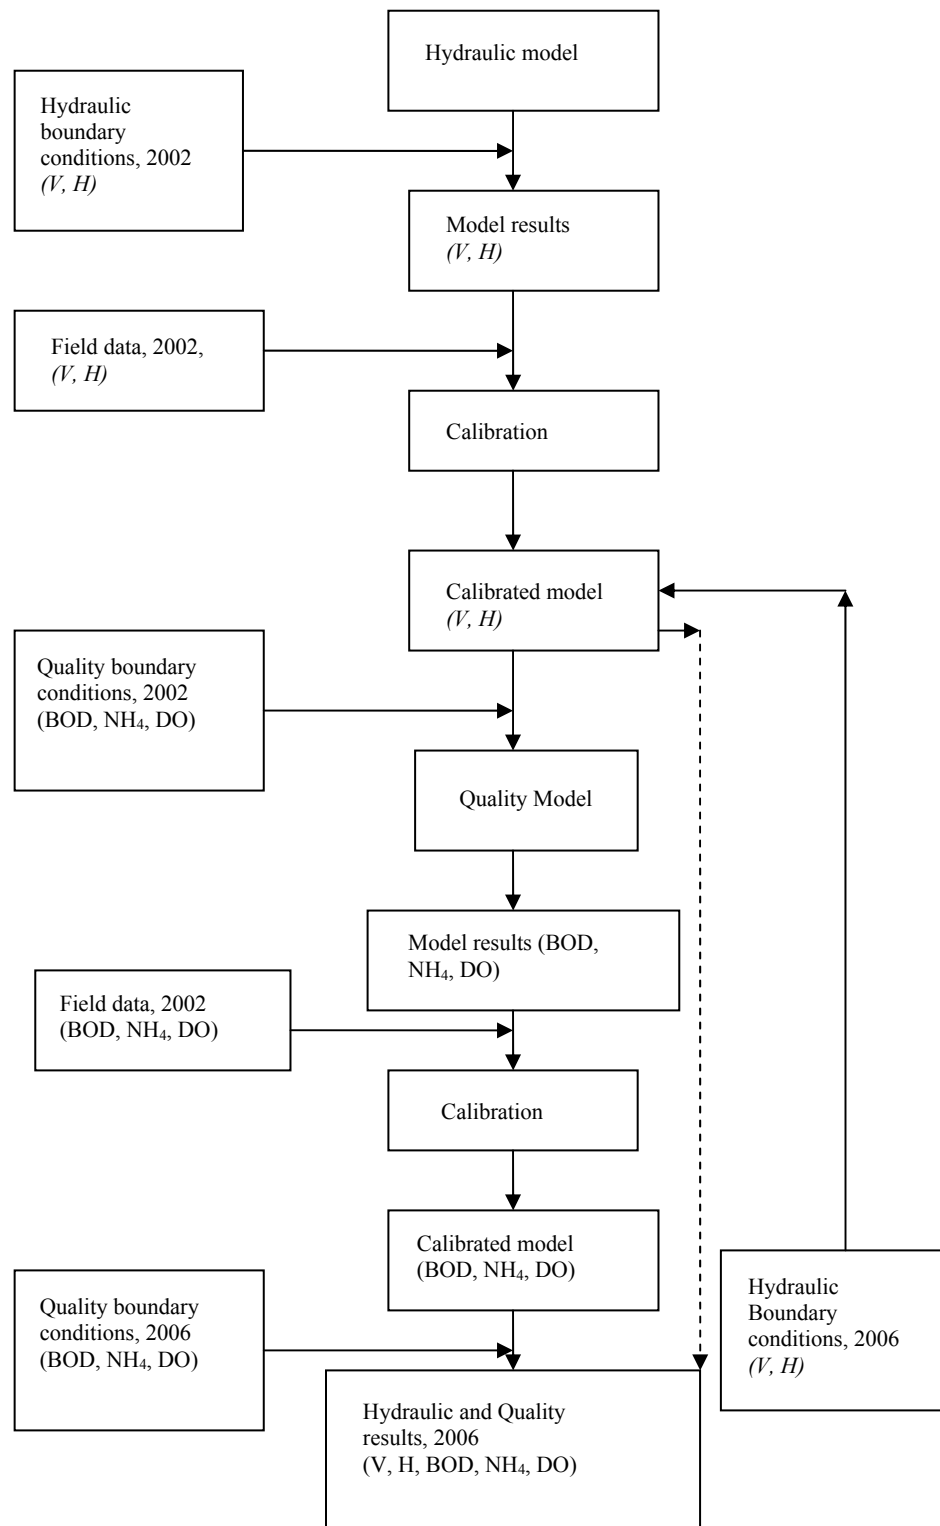 Hydraulic model
Hydraulic
boundary
conditions, 2002
(V, H)
Model results
(V, H)
Field data, 2002,
(V, H)
Calibration
Calibrated model
(V, H)
Quality boundary
conditions, 2002
(BOD, NH₄, DO)
Quality Model
Model results (BOD,
NH₄, DO)
Field data, 2002
(BOD, NH₄, DO)
Calibration
Calibrated model
(BOD, NH₄, DO)
Quality boundary
conditions, 2006
(BOD, NH₄, DO)
Hydraulic
Boundary
conditions, 2006
(V, H)
Hydraulic and Quality
results, 2006
(V, H, BOD, NH₄, DO)